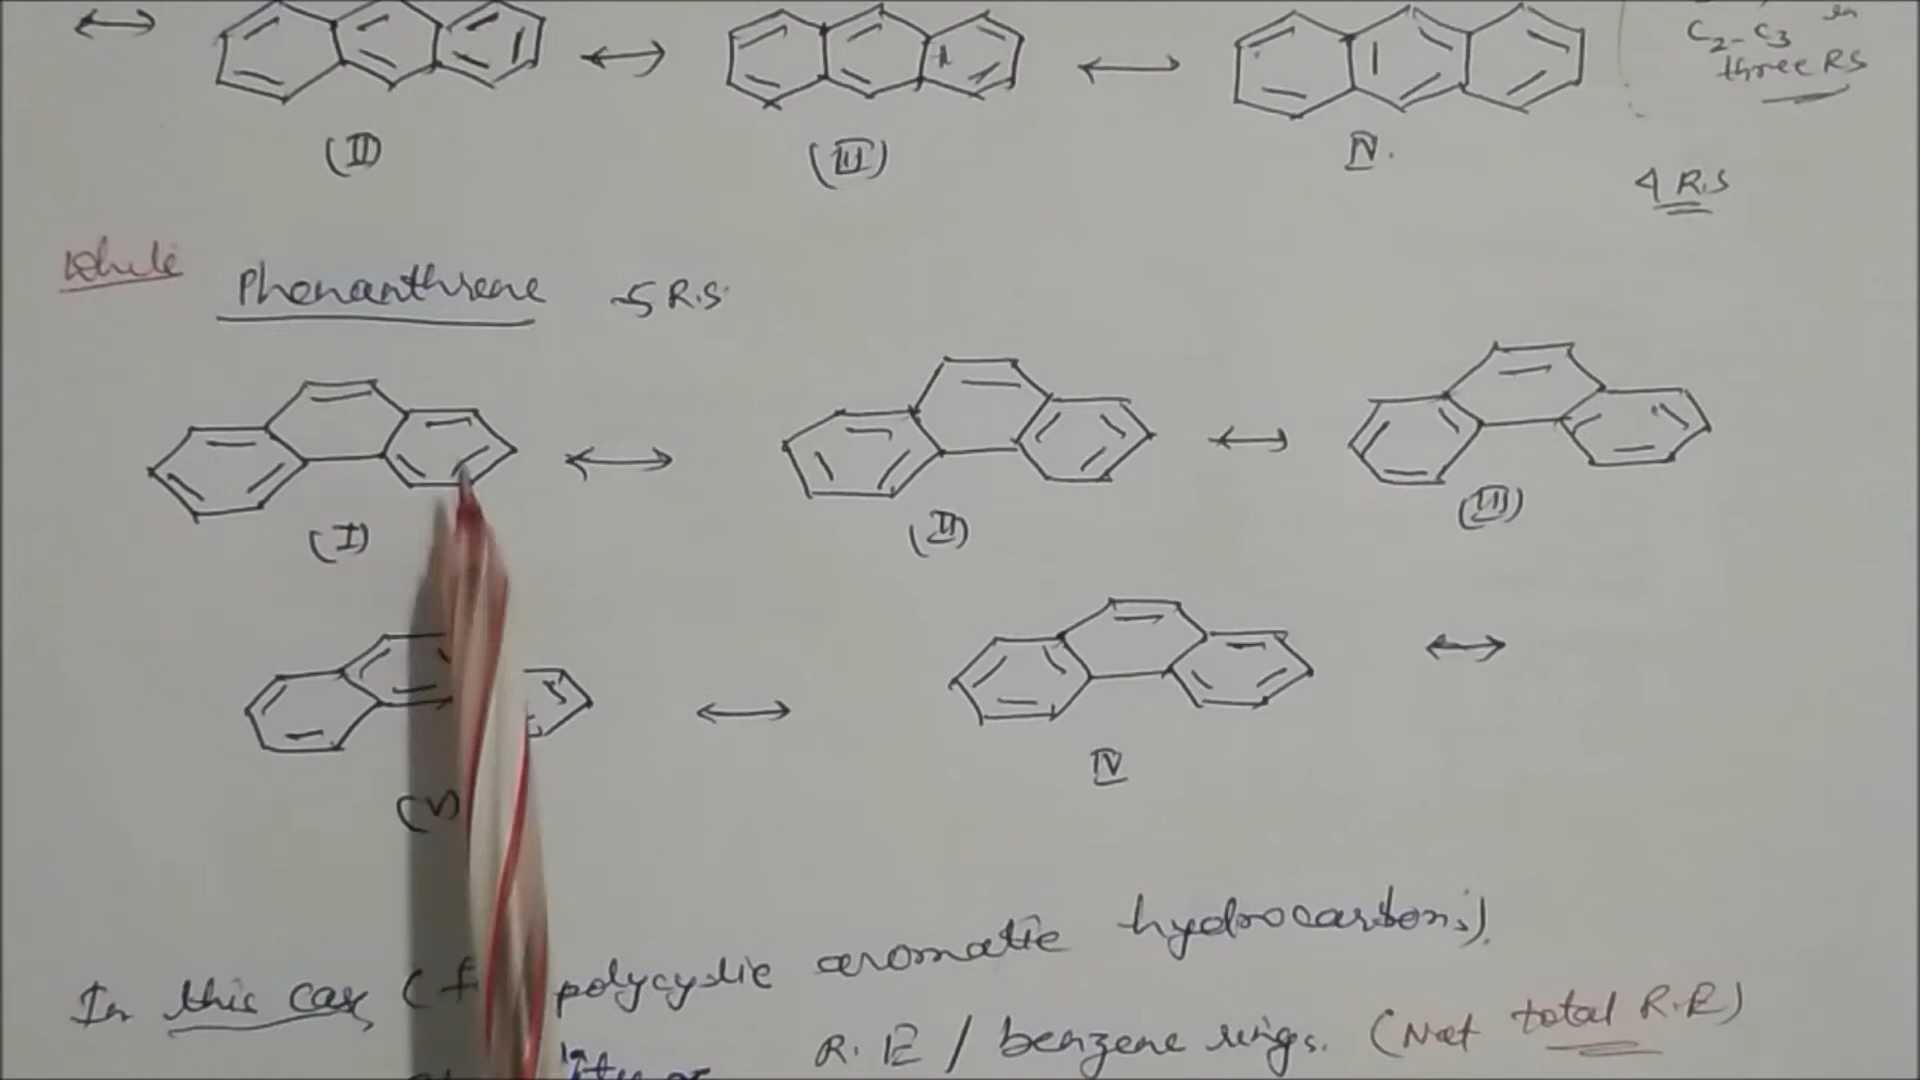 C2-C3 in
three RS
(II)
(III)
IV.
4 R.S
While Phenanthrene -5 R.S.
(I)
(II)
(III)
(V
IV
In this case ( f polycyclic aromatic hydrocarbons).
R.E / benzene rings. (Not total R.E)